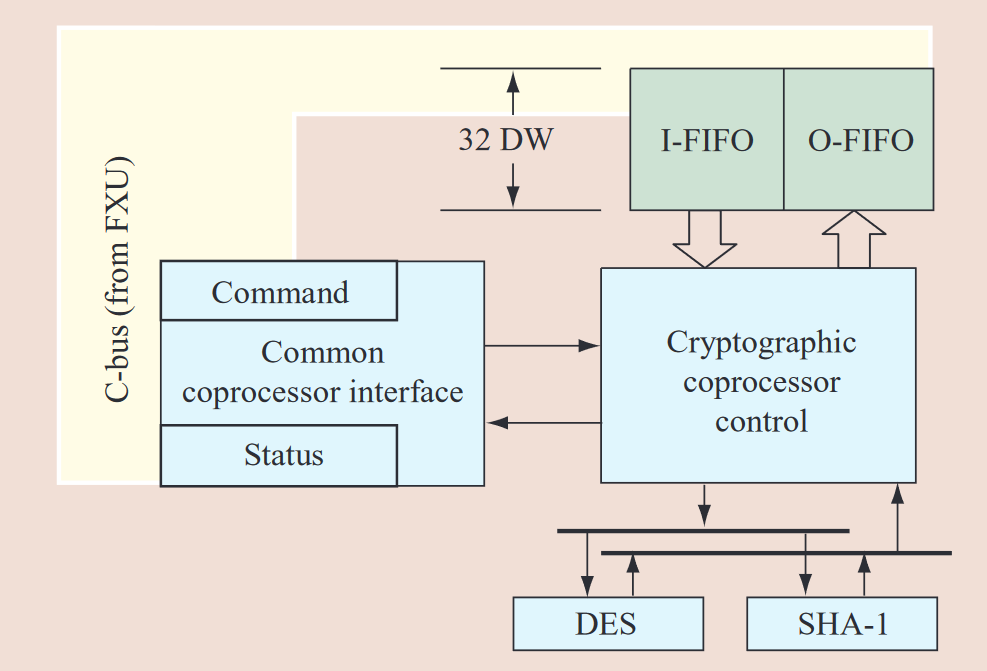 32 DW
I-FIFO
O-FIFO
C-bus (from FXU)
Command
Common
coprocessor interface
Status
Cryptographic
coprocessor
control
DES
SHA-1